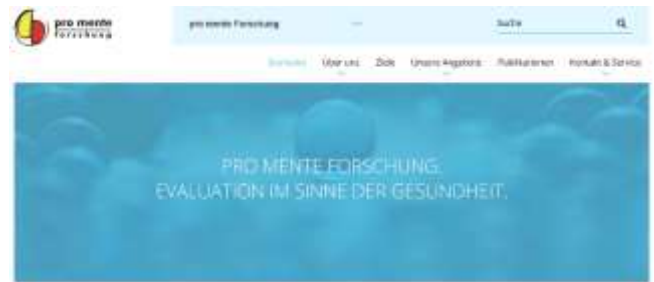 pro mente
forschung
pro mente Forschung
Suche
Startseite Über uns Ziele Unsere Angebote Publikationen Kontakt & Service
PRO MENTE FORSCHUNG.
EVALUATION IM SINNE DER GESUNDHEIT.